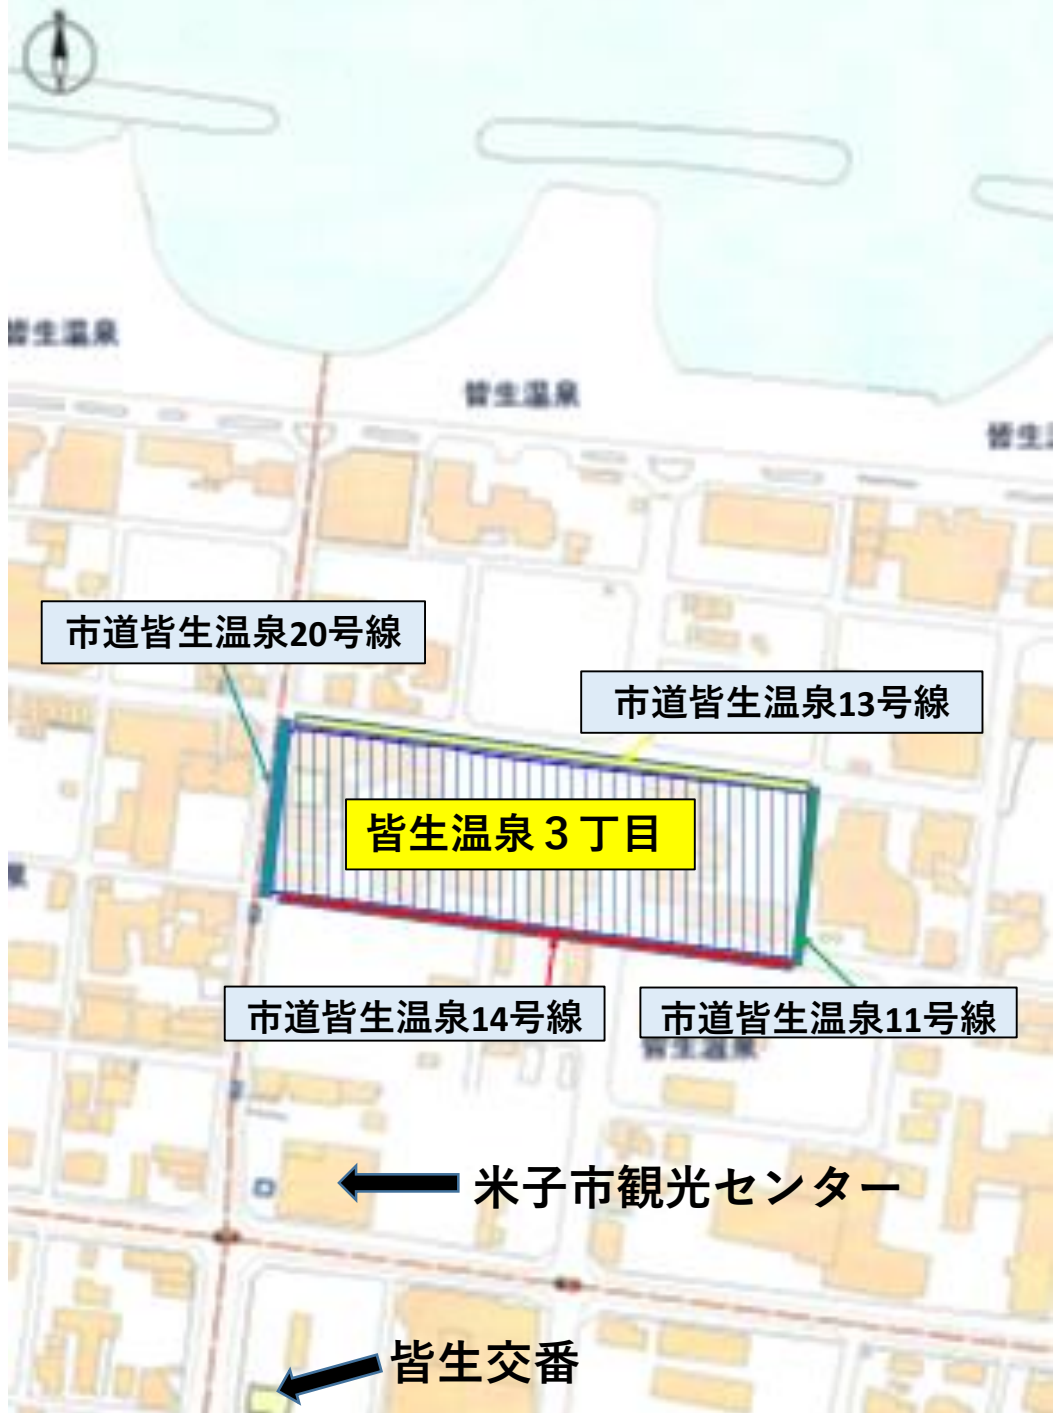 皆生温泉
皆生温泉
皆生
市道皆生温泉20号線
市道皆生温泉13号線
皆生温泉３丁目
泉
市道皆生温泉14号線
市道皆生温泉11号線
皆生温泉
米子市観光センター
皆生交番